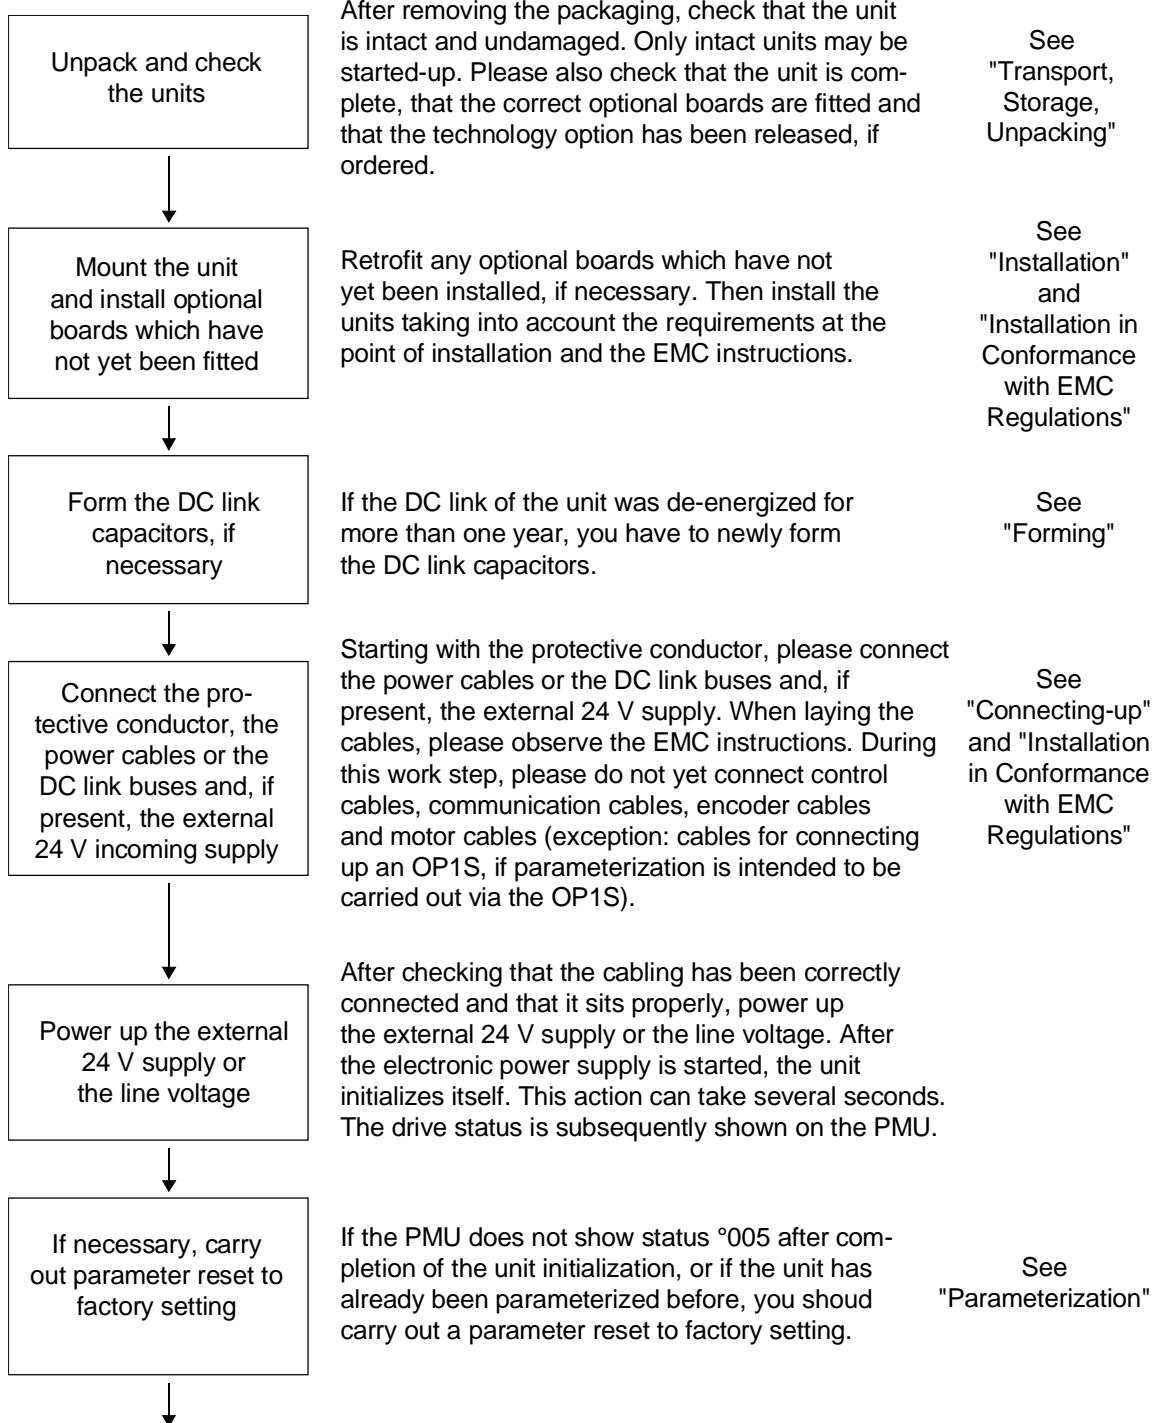 Unpack and check
the units
After removing the packaging, check that the unit
is intact and undamaged. Only intact units may be
started-up. Please also check that the unit is com-
plete, that the correct optional boards are fitted and
that the technology option has been released, if
ordered.
See
"Transport,
Storage,
Unpacking"
Mount the unit
and install optional
boards which have
not yet been fitted
Retrofit any optional boards which have not
yet been installed, if necessary. Then install the
units taking into account the requirements at the
point of installation and the EMC instructions.
See
"Installation"
and
"Installation in
Conformance
with EMC
Regulations"
Form the DC link
capacitors, if
necessary
If the DC link of the unit was de-energized for
more than one year, you have to newly form
the DC link capacitors.
See
"Forming"
Connect the pro-
tective conductor, the
power cables or the
DC link buses and, if
present, the external
24 V incoming supply
Starting with the protective conductor, please connect
the power cables or the DC link buses and, if
present, the external 24 V supply. When laying the
cables, please observe the EMC instructions. During
this work step, please do not yet connect control
cables, communication cables, encoder cables
and motor cables (exception: cables for connecting
up an OP1S, if parameterization is intended to be
carried out via the OP1S).
See
"Connecting-up"
and "Installation
in Conformance
with EMC
Regulations"
Power up the external
24 V supply or
the line voltage
After checking that the cabling has been correctly
connected and that it sits properly, power up
the external 24 V supply or the line voltage. After
the electronic power supply is started, the unit
initializes itself. This action can take several seconds.
The drive status is subsequently shown on the PMU.
If necessary, carry
out parameter reset to
factory setting
If the PMU does not show status °005 after com-
pletion of the unit initialization, or if the unit has
already been parameterized before, you shoud
carry out a parameter reset to factory setting.
See
"Parameterization"